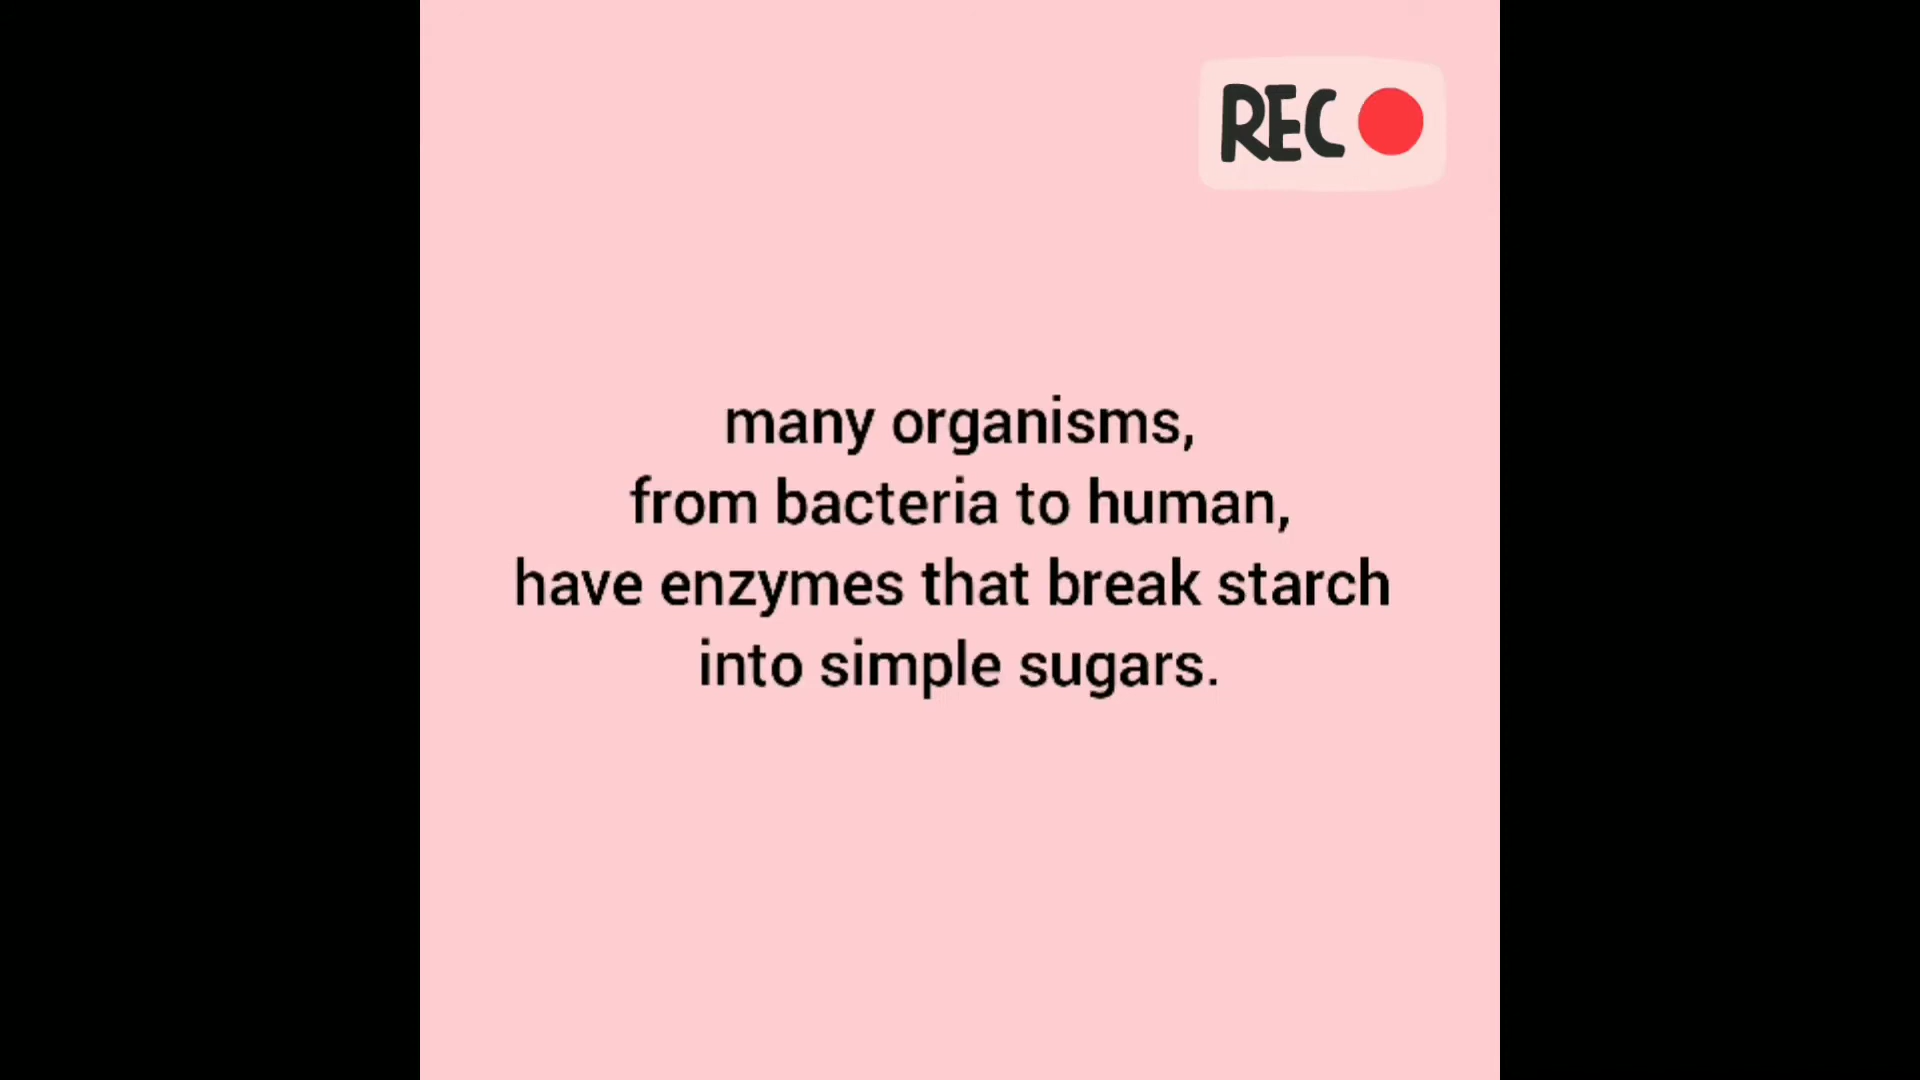 REC
many organisms,
from bacteria to human,
have enzymes that break starch
into simple sugars.